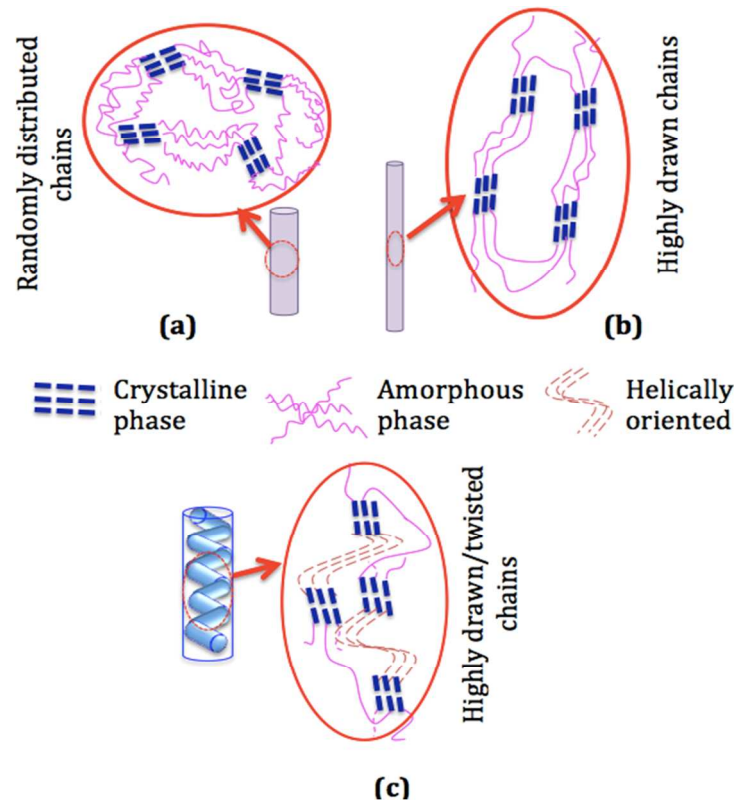 Randomly distributed
chains
Highly drawn chains
(a)
(b)
Crystalline
phase
Amorphous
phase
Helically
oriented
Highly drawn/twisted
chains
(c)